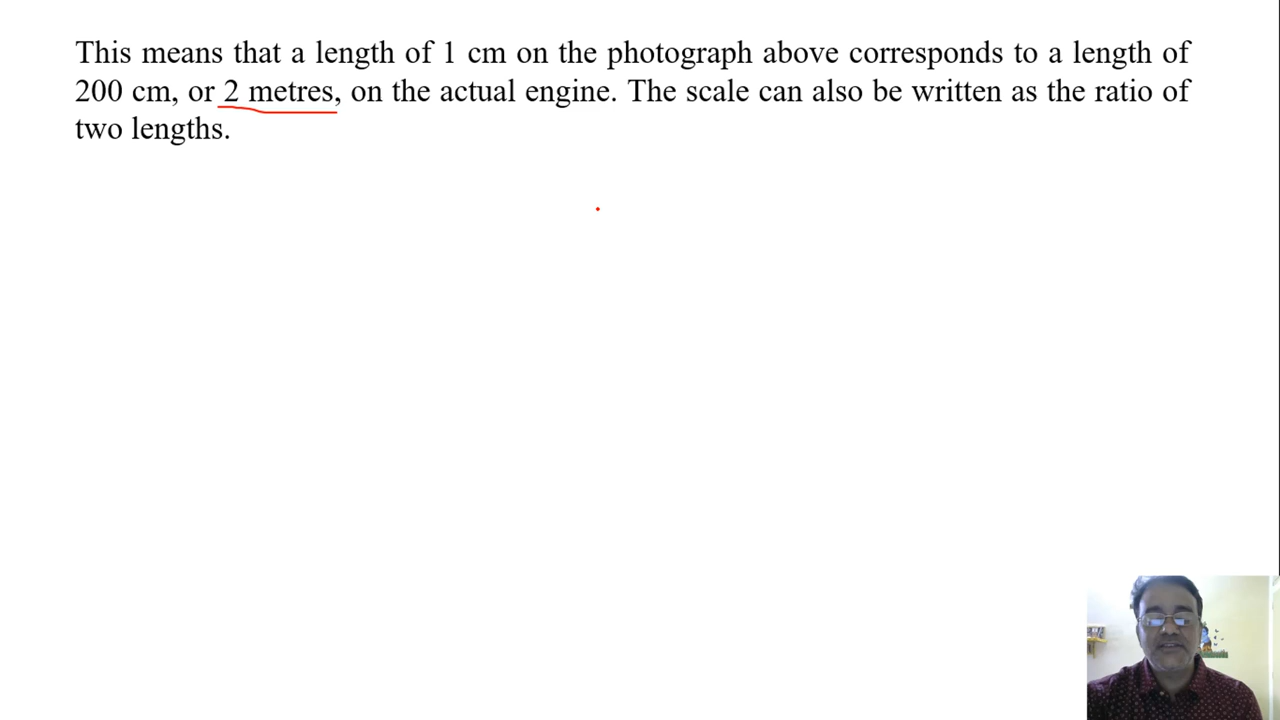 This means that a length of 1 cm on the photograph above corresponds to a length of
200 cm, or 2 metres, on the actual engine. The scale can also be written as the ratio of
two lengths.